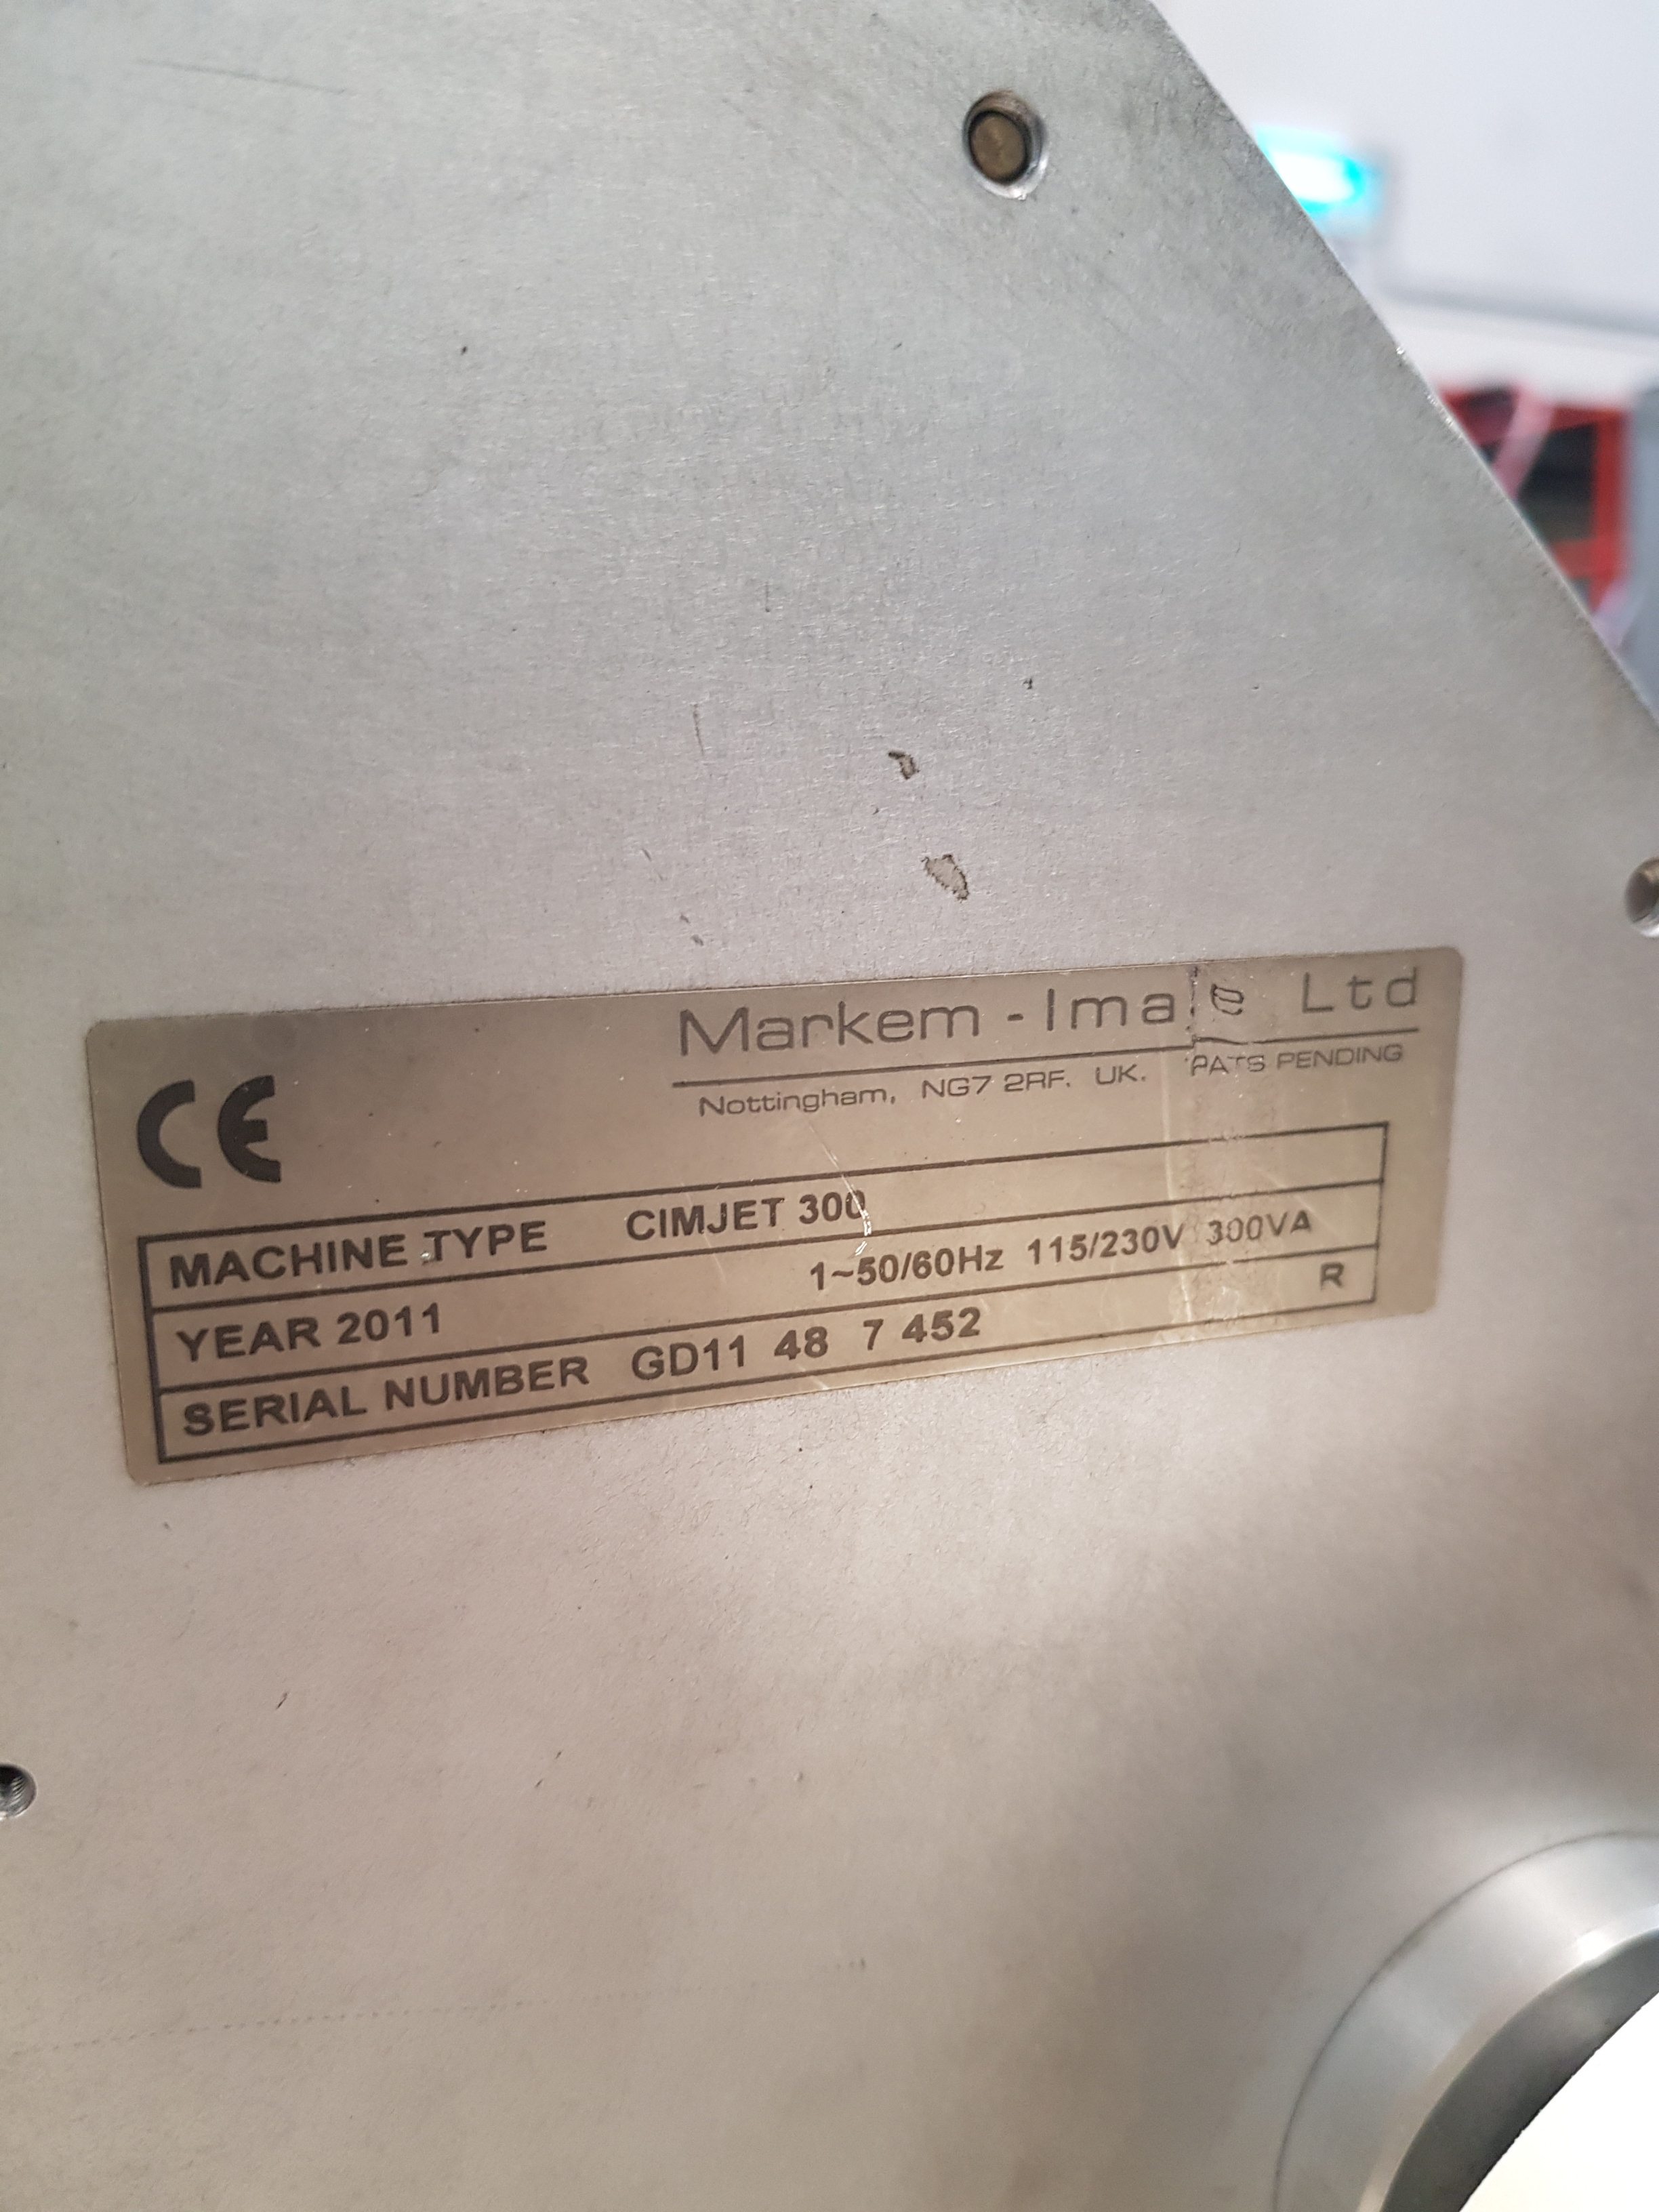 CE
Markem - Ima e Ltd
Nottingham, NG7 2RF. UK. PATS PENDING
MACHINE TYPE CIMJET 300
YEAR 2011 1~50/60Hz 115/230V 300VA
SERIAL NUMBER GD11 48 7 452 R